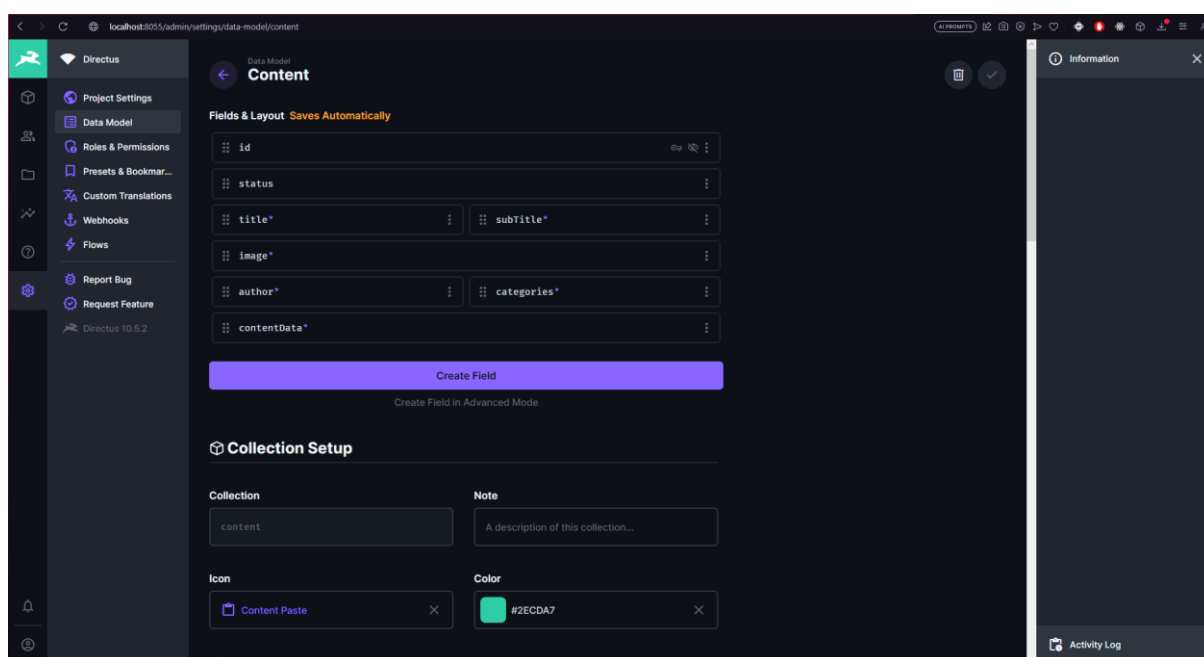 localhost:8055/admin/settings/data-model/content
AI PROMPTS
Directus
Project Settings
Data Model
Roles & Permissions
Presets & Bookmar...
Custom Translations
Webhooks
Flows
Report Bug
Request Feature
Directus 10.5.2
Data Model
Content
Fields & Layout Saves Automatically
id
status
title* subTitle*
image*
author* categories*
contentData*
Create Field
Create Field in Advanced Mode
Collection Setup
Collection Note
content A description of this collection...
Icon Color
Content Paste #2ECDA7
Information
Activity Log